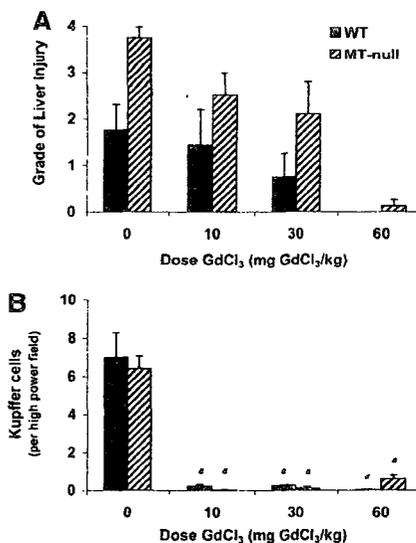 A
WT
MT-null
Grade of Liver Injury
4
3
2
1
0
0 10 30 60
Dose GdCl₃ (mg GdCl₃/kg)
B
Kupffer cells
(per high power field)
10
8
6
4
2
0
a a a a a a
0 10 30 60
Dose GdCl₃ (mg GdCl₃/kg)